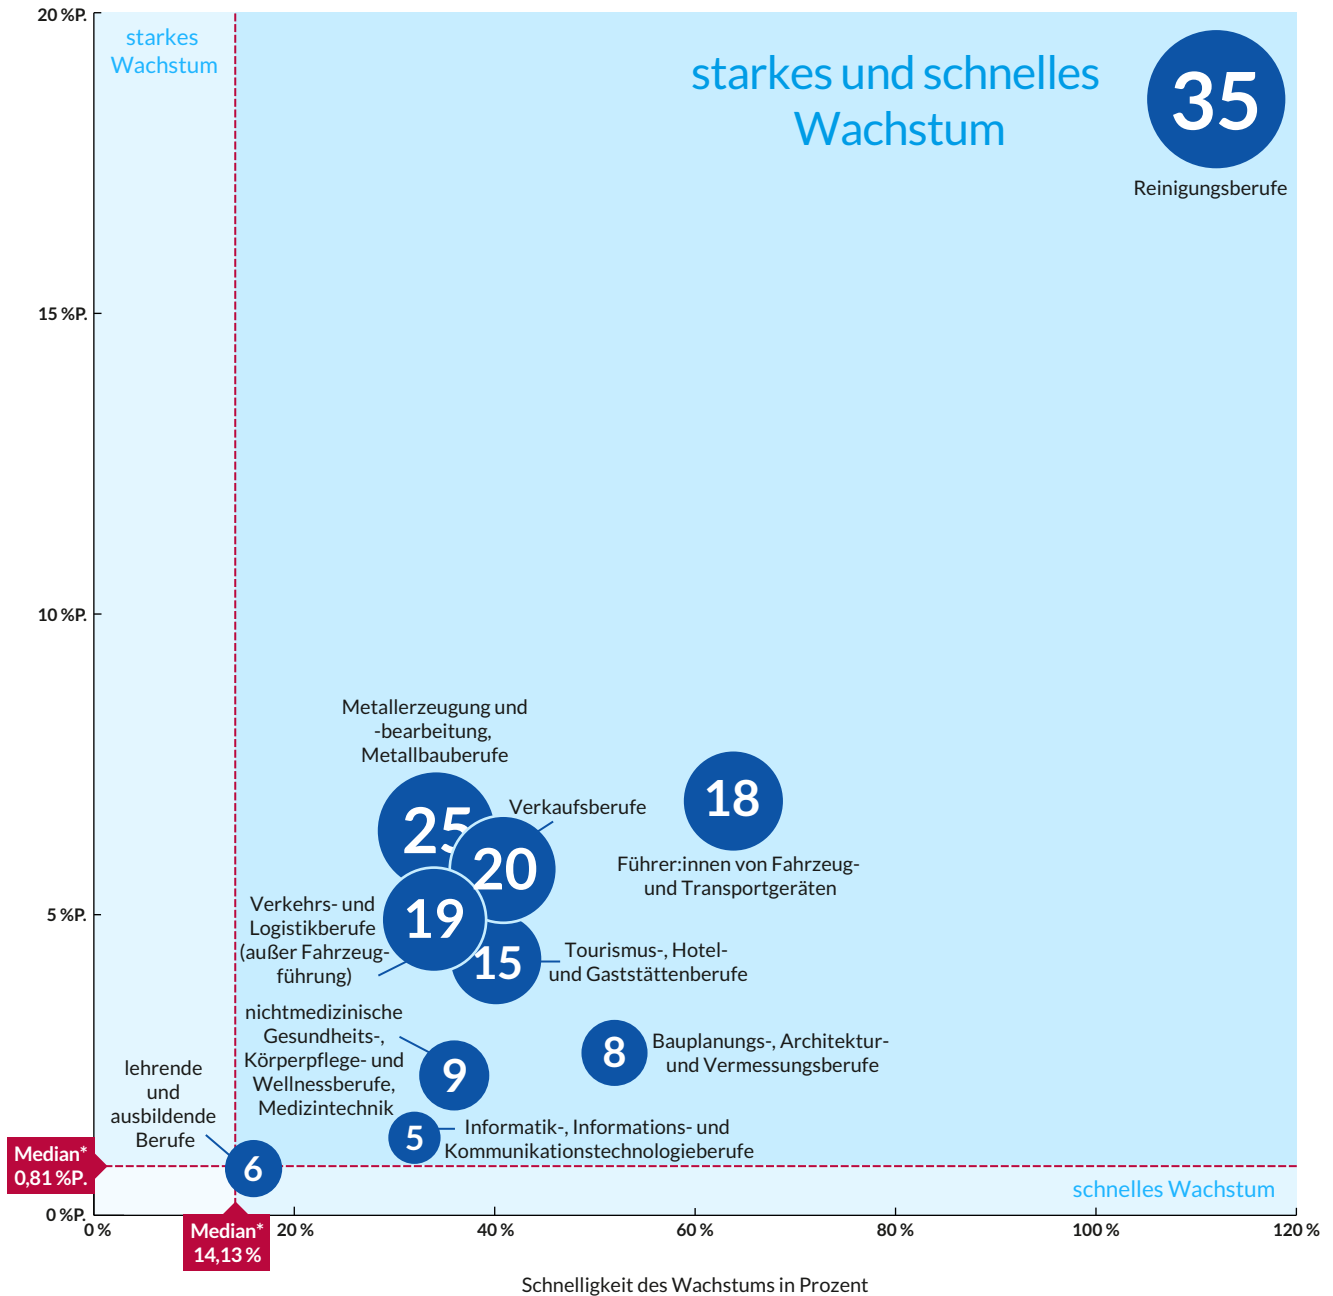 20 %P.
starkes
Wachstum
starkes und schnelles
Wachstum
35
Reinigungsberufe
15 %P.
10 %P.
Metallerzeugung und
-bearbeitung,
Metallbauberufe
25
Verkaufsberufe
20
18
Führer:innen von Fahrzeug-
und Transportgeräten
5 %P.
Verkehrs- und
Logistikberufe
(außer Fahrzeug-
führung)
19
15
Tourismus-, Hotel-
und Gaststättenberufe
nichtmedizinische
Gesundheits-,
Körperpflege- und
Wellnessberufe,
Medizintechnik
9
8
Bauplanungs-, Architektur-
und Vermessungsberufe
lehrende
und
ausbildende
Berufe
5
Informatik-, Informations- und
Kommunikationstechnologieberufe
6
Median*
0,81 %P.
schnelles Wachstum
0 %P.
0 %
20 %
40 %
60 %
80 %
100 %
120 %
Median*
14,13 %
Schnelligkeit des Wachstums in Prozent